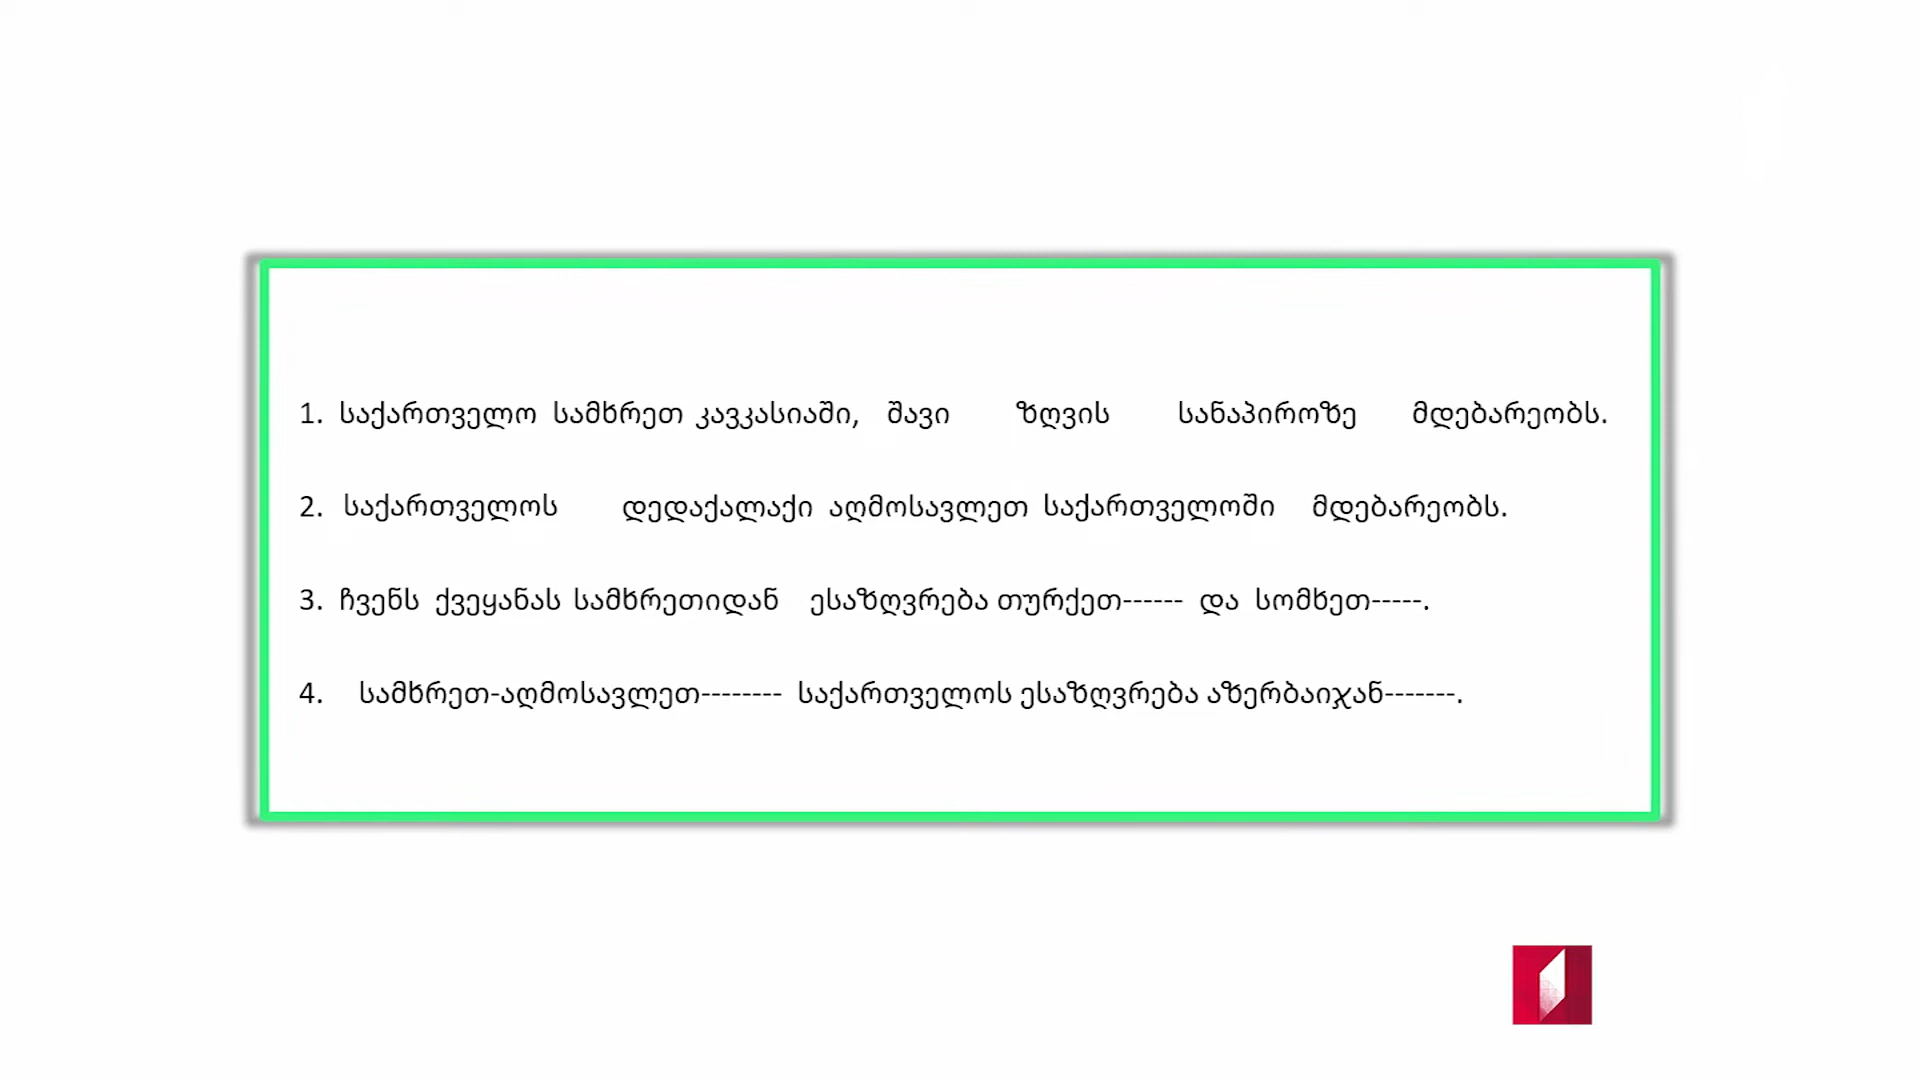 1. საქართველო სამხრეთ კავკასიაში, შავი ზღვის სანაპიროზე მდებარეობს.
2. საქართველოს დედაქალაქი აღმოსავლეთ საქართველოში მდებარეობს.
3. ჩვენს ქვეყანას სამხრეთიდან ესაზღვრება თურქეთ------ და სომხეთ-----.
4. სამხრეთ-აღმოსავლეთ-------- საქართველოს ესაზღვრება აზერბაიჯან-------.